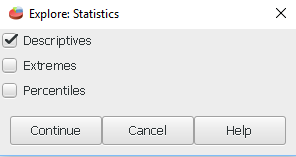 Explore: Statistics
Descriptives
Extremes
Percentiles
Continue Cancel Help